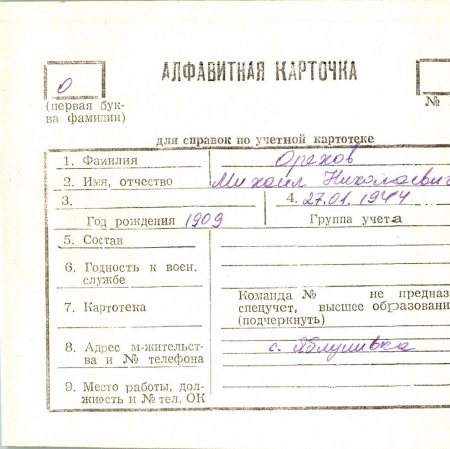 О
АЛФАВИТНАЯ КАРТОЧКА
(первая бук-
ва фамилии)
№
для справок по учетной картотеке
1. Фамилия Орехов
2. Имя, отчество Михаил Николаевич
3. 4. 27.01.1944
Год рождения 1909 Группа учета
5. Состав
6. Годность к воен.
службе
7. Картотека Команда № не предназ
спецучет, высшее образовани
(подчеркнуть)
8. Адрес м-жительст-
ва и № телефона с. Яблунивка
9. Место работы, дол-
жность и № тел. ОК